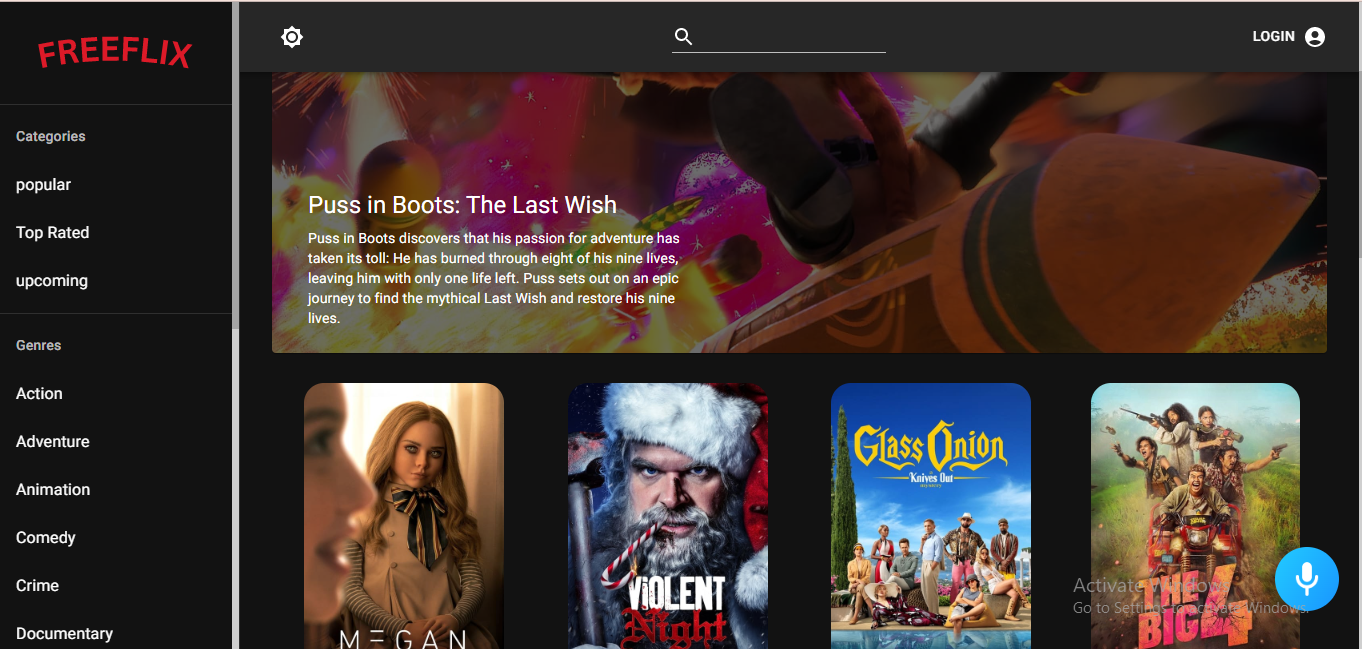 FREEFLIX
LOGIN
Categories
popular
Top Rated
upcoming
Genres
Action
Adventure
Animation
Comedy
Crime
Documentary
Puss in Boots: The Last Wish
Puss in Boots discovers that his passion for adventure has
taken its toll: He has burned through eight of his nine lives,
leaving him with only one life left. Puss sets out on an epic
journey to find the mythical Last Wish and restore his nine
lives.
M=GAN
VIOLENT
Night
Glass Onion
Knives Out
THE
BIG 4
Activate Windows
Go to Settings to activate Windows.